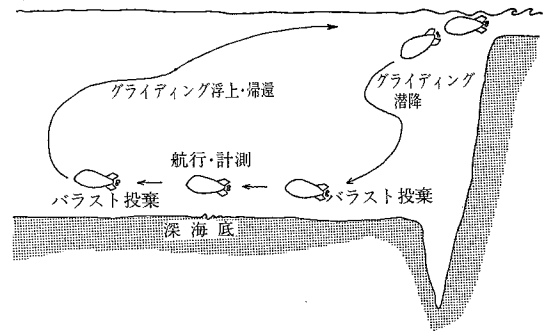 グライディング浮上・帰還
グライディング
潜降
航行・計測
バラスト投棄
バラスト投棄
深海底